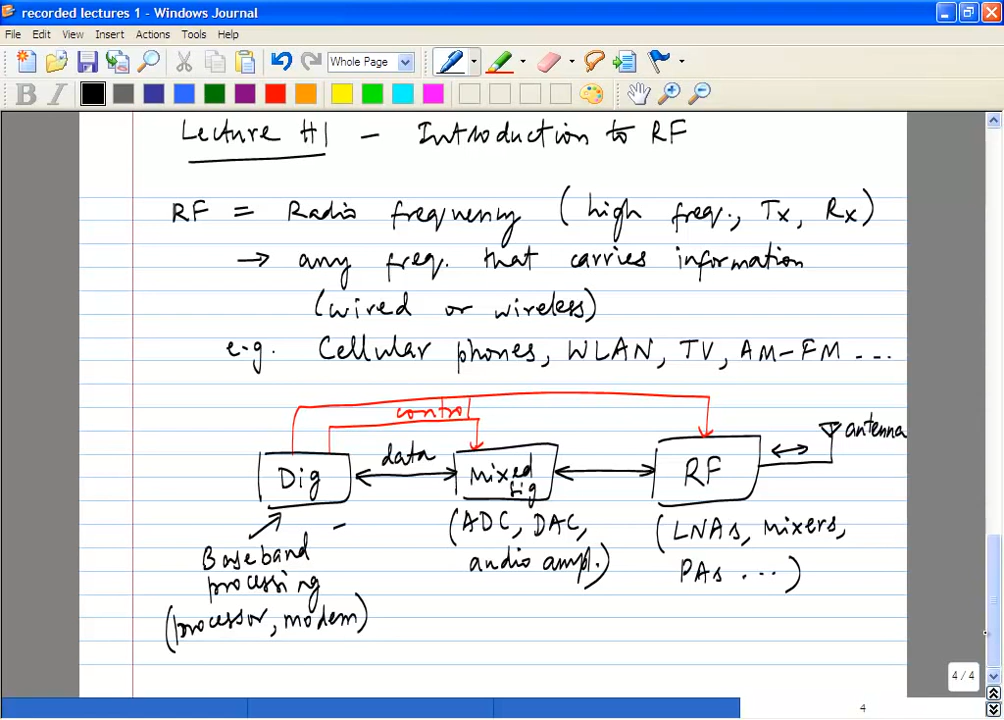 recorded lectures 1 - Windows Journal
File Edit View Insert Actions Tools Help
Whole Page
B I
Lecture #1 - Introduction to RF
RF = Radio frequency (high freq., Tx, Rx)
→ any freq. that carries information
(wired or wireless)
e.g. Cellular phones, WLAN, TV, AM-FM ...
control
antenna
data
Dig
Mixed
Sig
RF
(ADC, DAC,
audio ampl.)
(LNAs, mixers,
PAs ...)
Baseband
processing
(processor, modem)
4 / 4
4